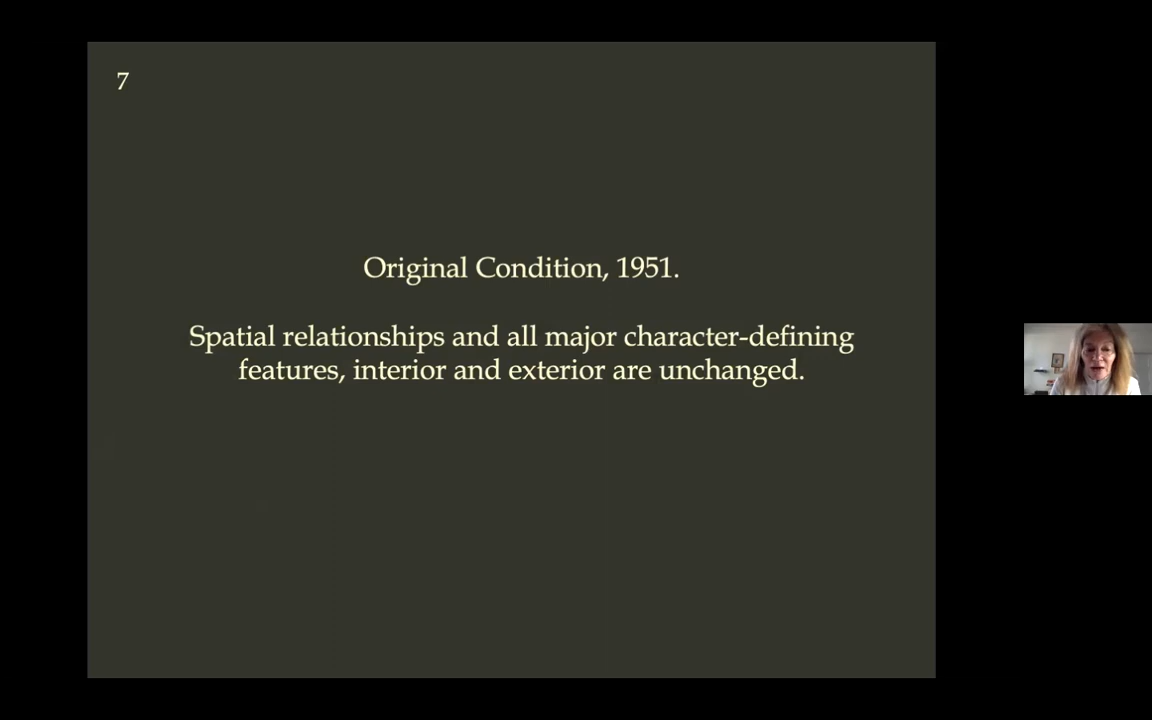 7
Original Condition, 1951.
Spatial relationships and all major character-defining
features, interior and exterior are unchanged.